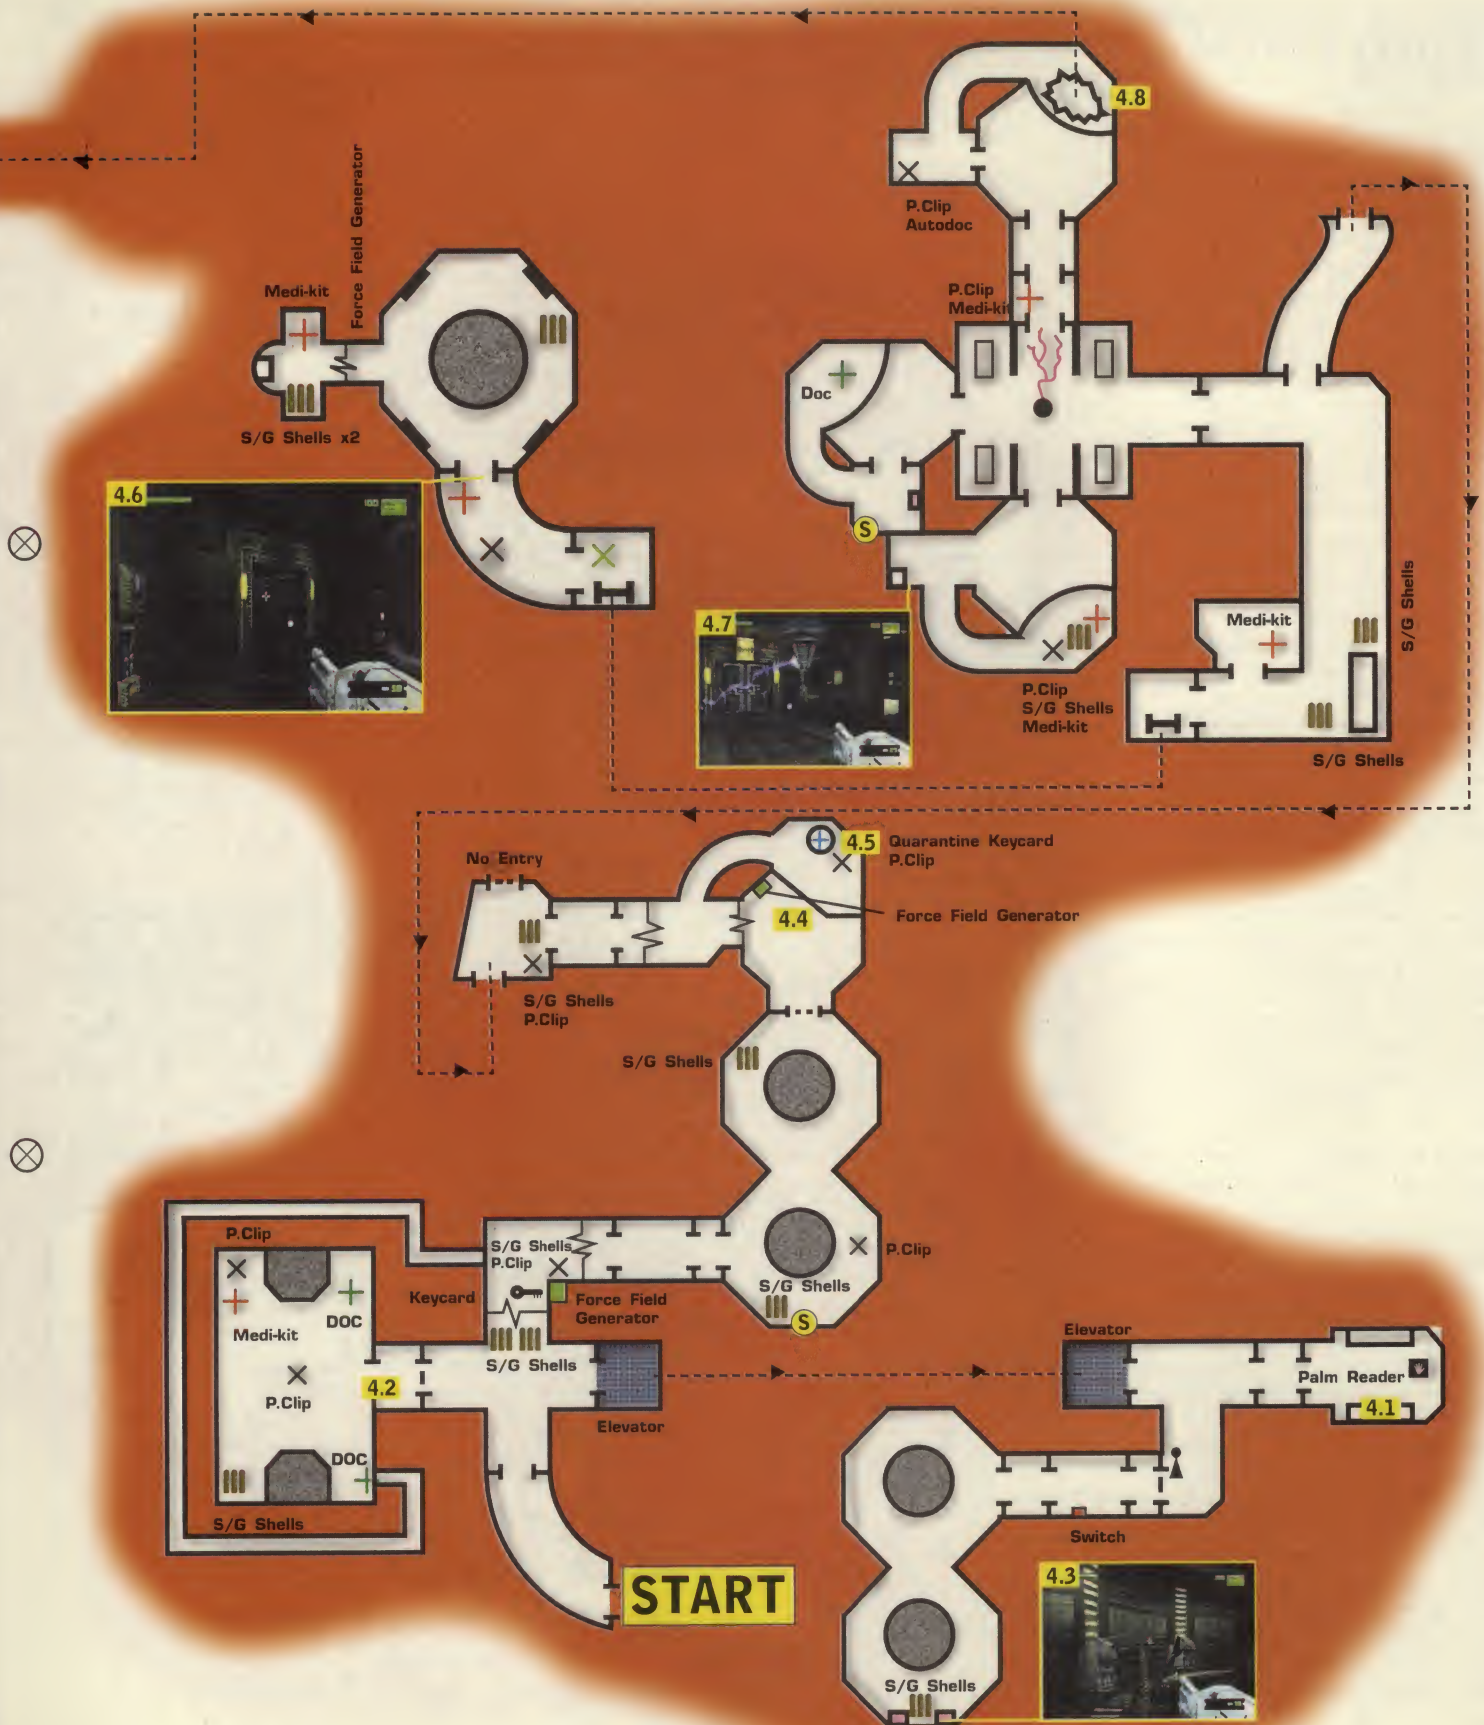 4.8
P.Clip
Autodoc
Force Field Generator
Medi-kit
P.Clip
Medi-kit
Doc
S/G Shells x2
4.6
S
S/G Shells
4.7
Medi-kit
P.Clip
S/G Shells
Medi-kit
S/G Shells
4.5
Quarantine Keycard
P.Clip
No Entry
4.4
Force Field Generator
S/G Shells
P.Clip
S/G Shells
P.Clip
S/G Shells
P.Clip
P.Clip
S/G Shells
Keycard
Force Field
Generator
S
DOC
Medi-kit
S/G Shells
Elevator
4.2
P.Clip
Palm Reader
4.1
Elevator
DOC
S/G Shells
Switch
START
4.3
S/G Shells